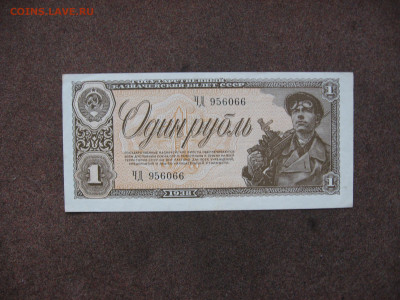 COINS.LAVE.RU
ГОСУДАРСТВЕННЫЙ
КАЗНАЧЕЙСКИЙ БИЛЕТ СССР
1
ЧД 956066
Один рубль
1
ЧД 956066
1938